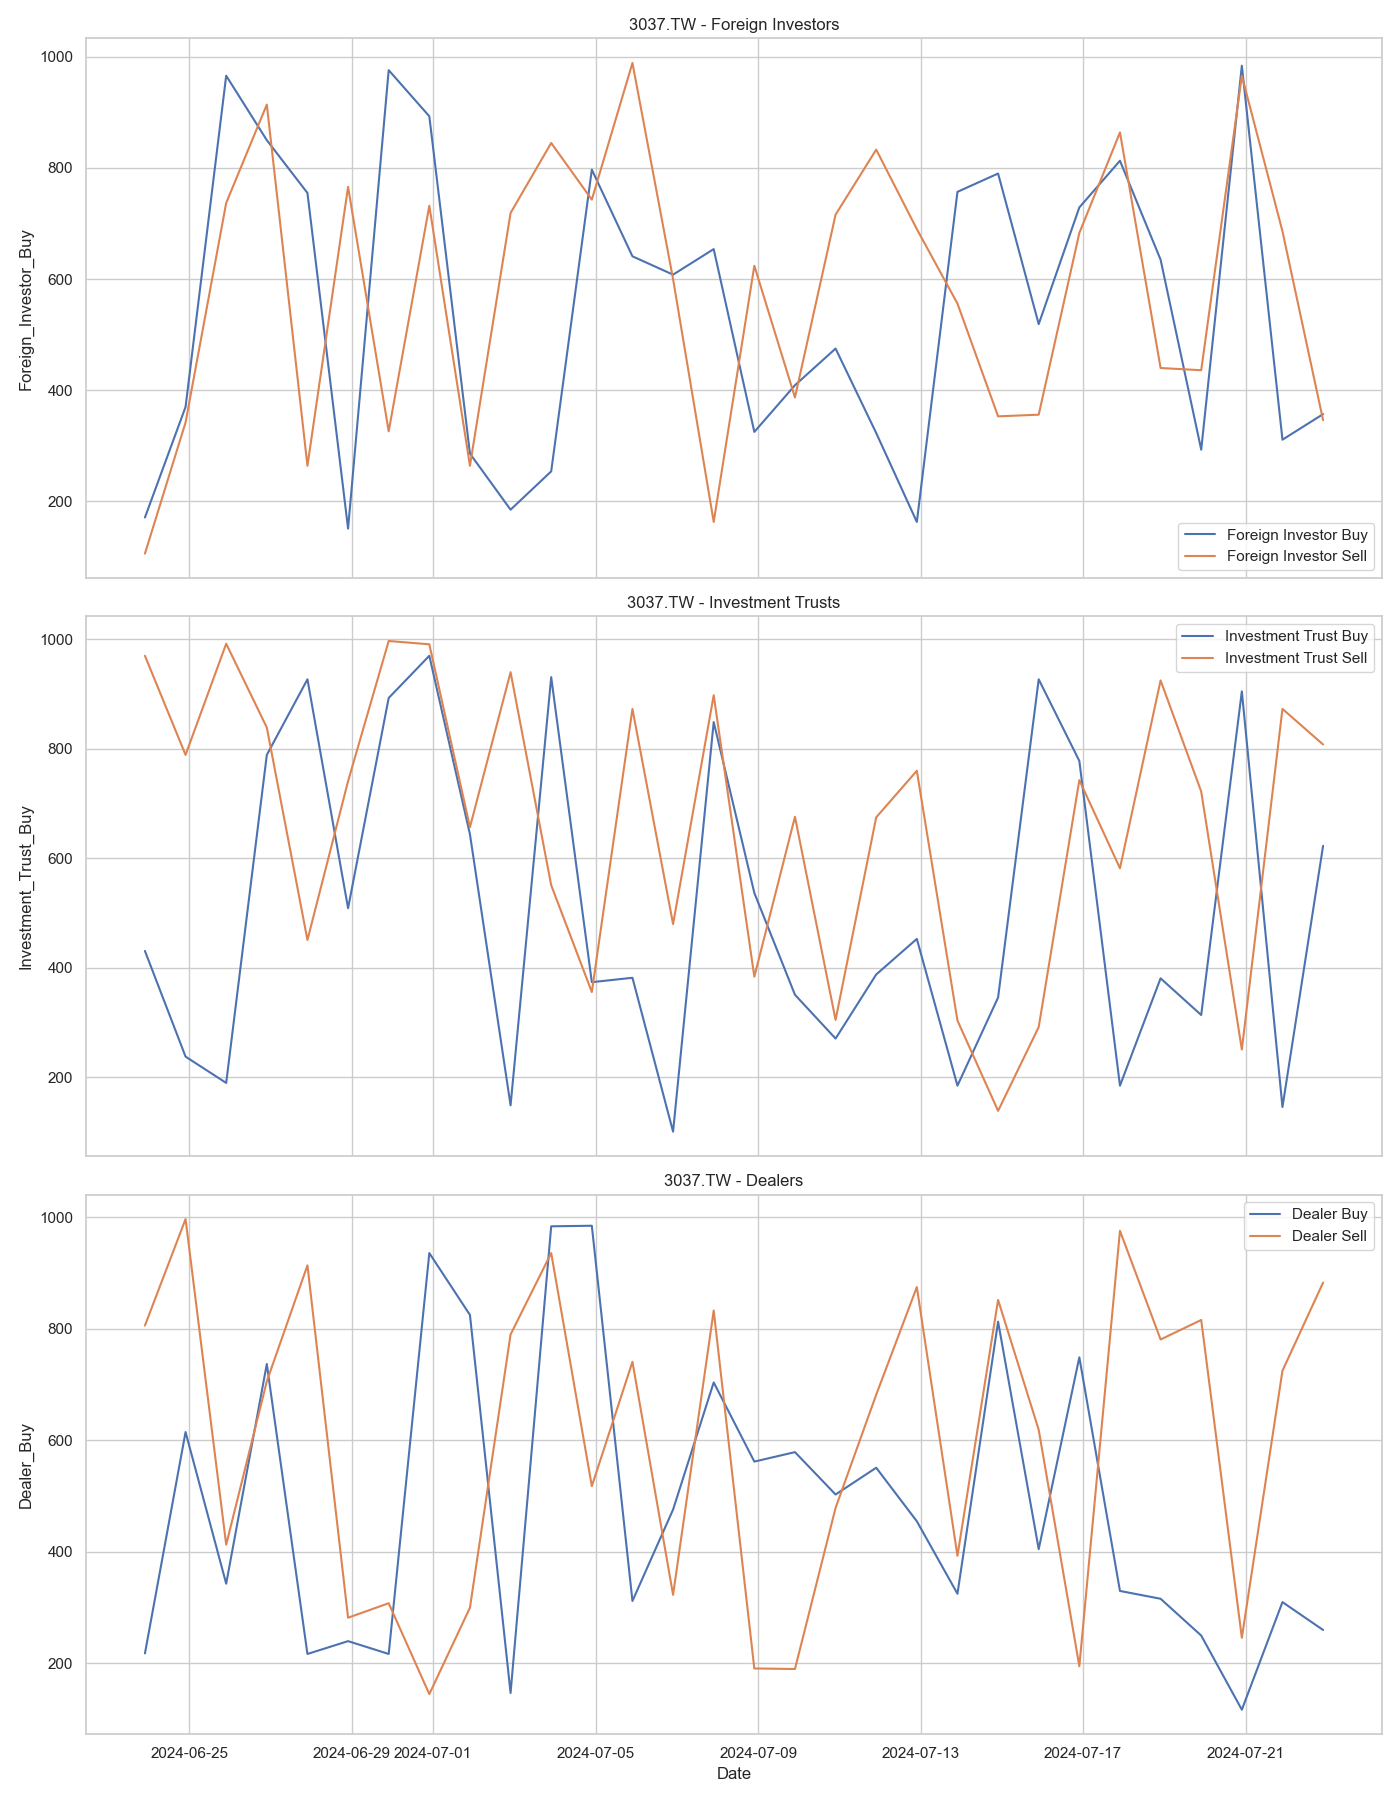 3037.TW - Foreign Investors
1000
800
600
400
200
Foreign_Investor_Buy
Foreign Investor Buy
Foreign Investor Sell
3037.TW - Investment Trusts
1000
800
600
400
200
Investment_Trust_Buy
Investment Trust Buy
Investment Trust Sell
3037.TW - Dealers
1000
800
600
400
200
Dealer_Buy
Dealer Buy
Dealer Sell
2024-06-25 2024-06-29 2024-07-01 2024-07-05 2024-07-09 2024-07-13 2024-07-17 2024-07-21
Date